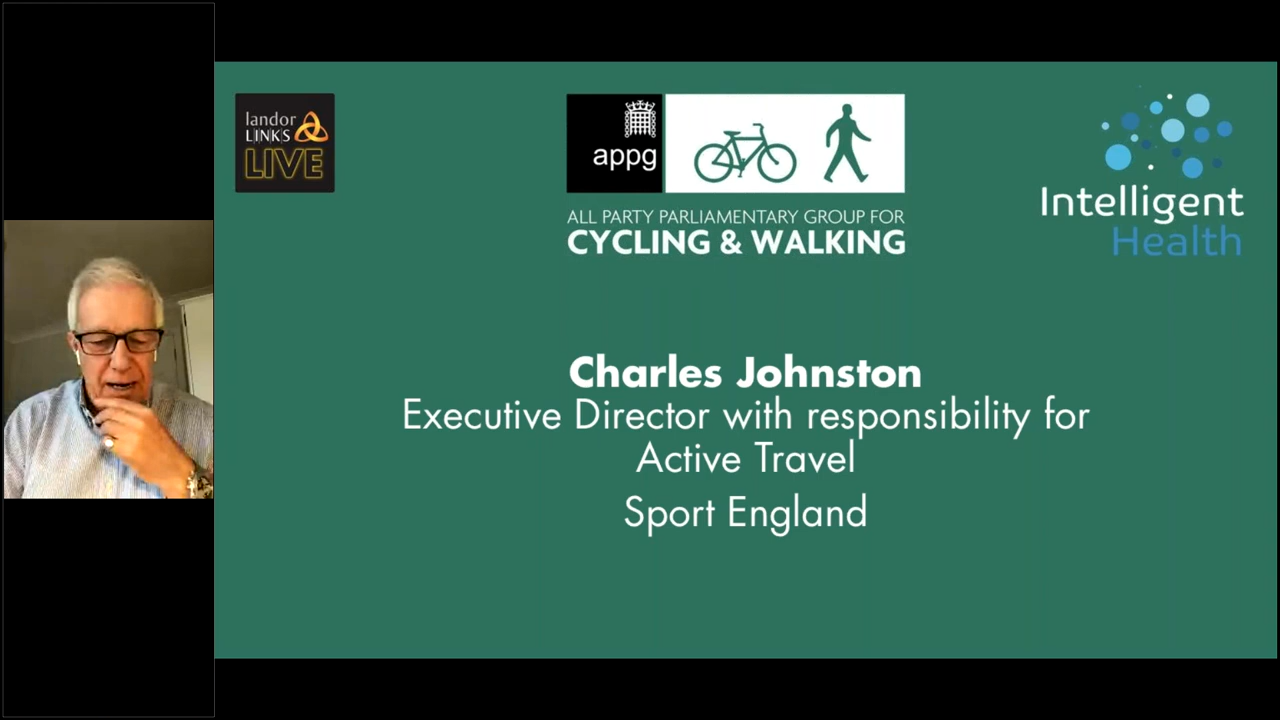 landor
LINKS
LIVE
appg
ALL PARTY PARLIAMENTARY GROUP FOR
CYCLING & WALKING
Intelligent
Health
Charles Johnston
Executive Director with responsibility for
Active Travel
Sport England